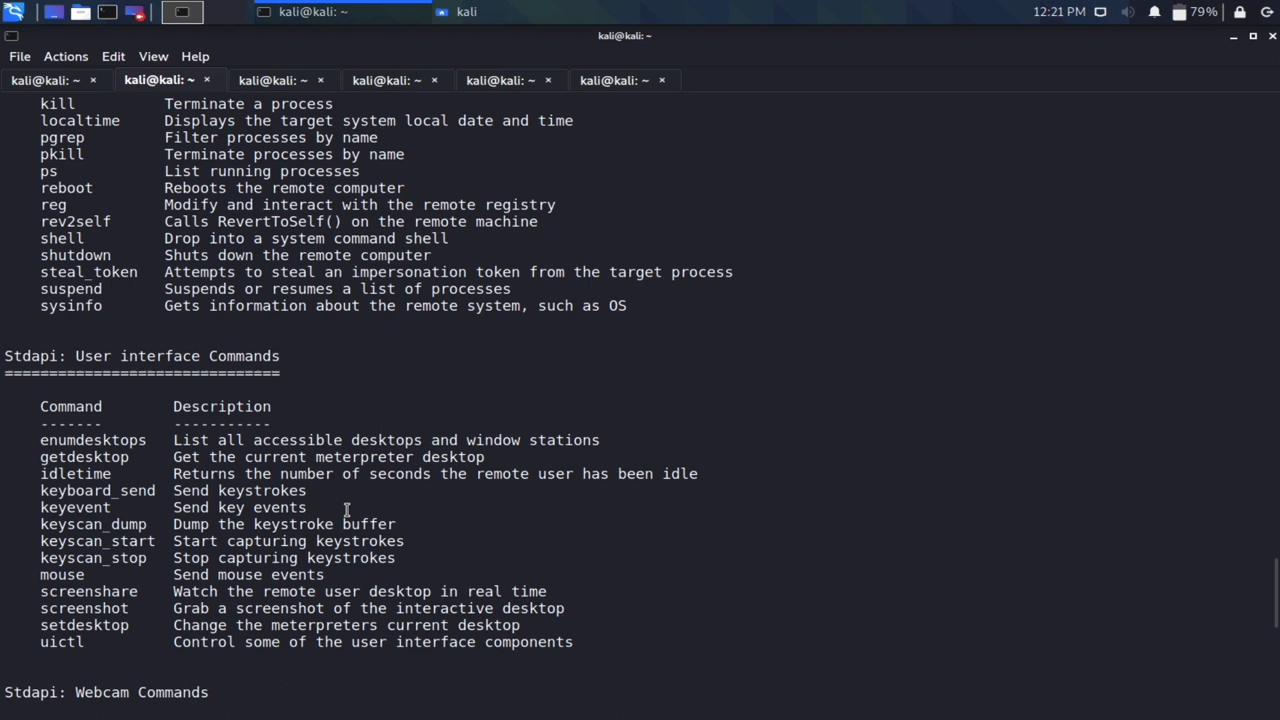 kali@kali: ~
kali
12:21 PM
79%
kali@kali: ~
File Actions Edit View Help
kali@kali: ~ × kali@kali: ~ × kali@kali: ~ × kali@kali: ~ × kali@kali: ~ × kali@kali: ~ ×
kill Terminate a process
localtime Displays the target system local date and time
pgrep Filter processes by name
pkill Terminate processes by name
ps List running processes
reboot Reboots the remote computer
reg Modify and interact with the remote registry
rev2self Calls RevertToSelf() on the remote machine
shell Drop into a system command shell
shutdown Shuts down the remote computer
steal_token Attempts to steal an impersonation token from the target process
suspend Suspends or resumes a list of processes
sysinfo Gets information about the remote system, such as OS
Stdapi: User interface Commands
===============================
Command Description
------- -----------
enumdesktops List all accessible desktops and window stations
getdesktop Get the current meterpreter desktop
idletime Returns the number of seconds the remote user has been idle
keyboard_send Send keystrokes
keyevent Send key events
keyscan_dump Dump the keystroke buffer
keyscan_start Start capturing keystrokes
keyscan_stop Stop capturing keystrokes
mouse Send mouse events
screenshare Watch the remote user desktop in real time
screenshot Grab a screenshot of the interactive desktop
setdesktop Change the meterpreters current desktop
uictl Control some of the user interface components
Stdapi: Webcam Commands